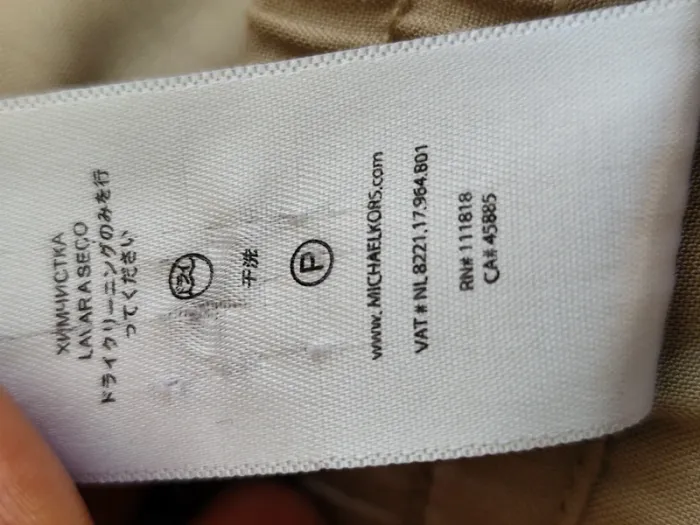 ХИМЧИСТКА
LAVAR A SECO
ドライクリーニングのみを行
ってください
ドライ
干洗
P
www.MICHAELKORS.com
VAT# NL 8221.17.964.B01
RN# 111818
CA# 45885